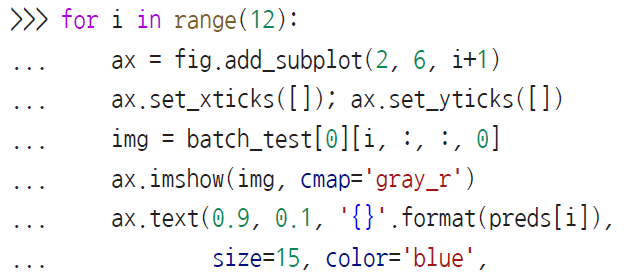 >>> for i in range(12):
...     ax = fig.add_subplot(2, 6, i+1)
...     ax.set_xticks([]); ax.set_yticks([])
...     img = batch_test[0][i, :, :, 0]
...     ax.imshow(img, cmap='gray_r')
...     ax.text(0.9, 0.1, '{}'.format(preds[i]),
...             size=15, color='blue',